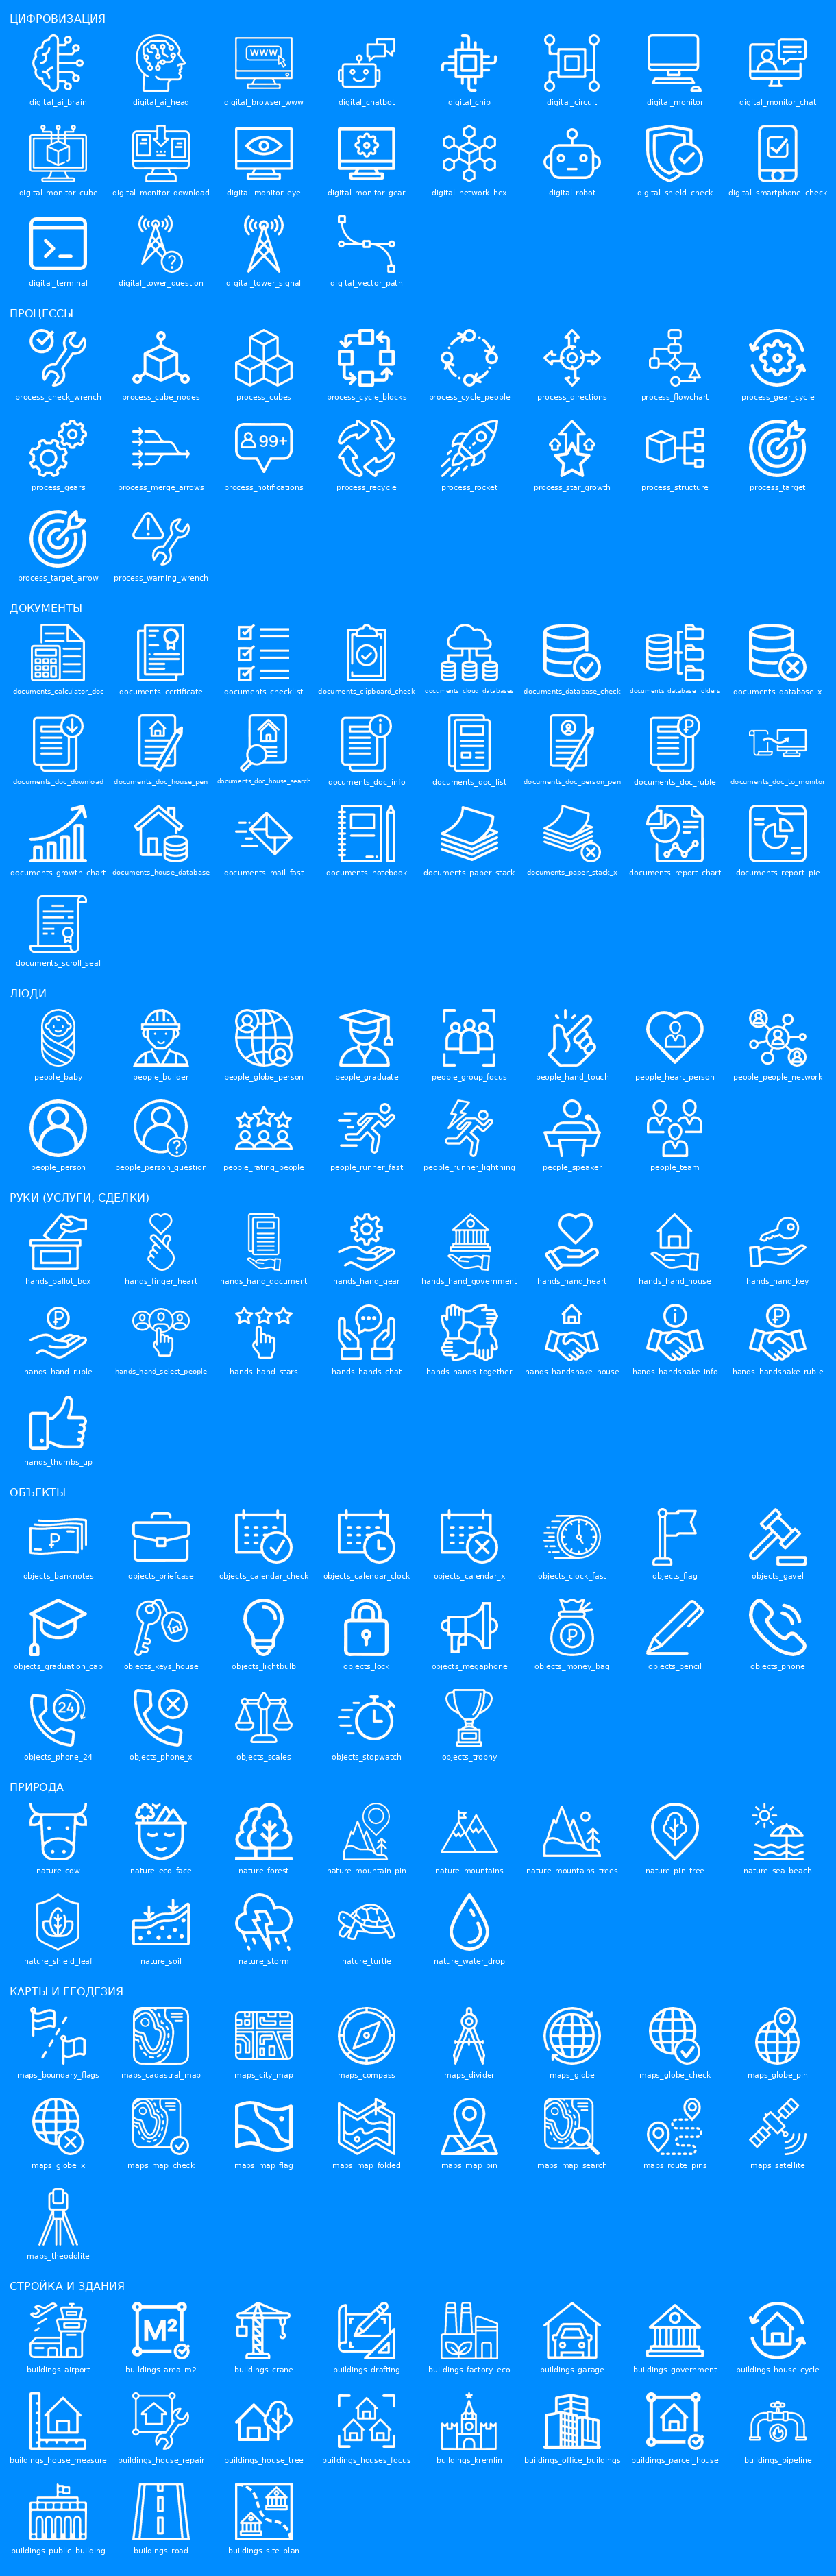 ЦИФРОВИЗАЦИЯ
www
digital_ai_brain digital_ai_head digital_browser_www digital_chatbot digital_chip digital_circuit digital_monitor digital_monitor_chat
digital_monitor_cube digital_monitor_download digital_monitor_eye digital_monitor_gear digital_network_hex digital_robot digital_shield_check digital_smartphone_check
?
digital_terminal digital_tower_question digital_tower_signal digital_vector_path
ПРОЦЕССЫ
process_check_wrench process_cube_nodes process_cubes process_cycle_blocks process_cycle_people process_directions process_flowchart process_gear_cycle
99+
process_gears process_merge_arrows process_notifications process_recycle process_rocket process_star_growth process_structure process_target
!
process_target_arrow process_warning_wrench
ДОКУМЕНТЫ
documents_calculator_doc documents_certificate documents_checklist documents_clipboard_check documents_cloud_databases documents_database_check documents_database_folders documents_database_x
i ₽
documents_doc_download documents_doc_house_pen documents_doc_house_search documents_doc_info documents_doc_list documents_doc_person_pen documents_doc_ruble documents_doc_to_monitor
documents_growth_chart documents_house_database documents_mail_fast documents_notebook documents_paper_stack documents_paper_stack_x documents_report_chart documents_report_pie
documents_scroll_seal
ЛЮДИ
people_baby people_builder people_globe_person people_graduate people_group_focus people_hand_touch people_heart_person people_people_network
?
people_person people_person_question people_rating_people people_runner_fast people_runner_lightning people_speaker people_team
РУКИ (УСЛУГИ, СДЕЛКИ)
hands_ballot_box hands_finger_heart hands_hand_document hands_hand_gear hands_hand_government hands_hand_heart hands_hand_house hands_hand_key
₽ i ₽
hands_hand_ruble hands_hand_select_people hands_hand_stars hands_hands_chat hands_hands_together hands_handshake_house hands_handshake_info hands_handshake_ruble
hands_thumbs_up
ОБЪЕКТЫ
₽
objects_banknotes objects_briefcase objects_calendar_check objects_calendar_clock objects_calendar_x objects_clock_fast objects_flag objects_gavel
₽
objects_graduation_cap objects_keys_house objects_lightbulb objects_lock objects_megaphone objects_money_bag objects_pencil objects_phone
24
objects_phone_24 objects_phone_x objects_scales objects_stopwatch objects_trophy
ПРИРОДА
nature_cow nature_eco_face nature_forest nature_mountain_pin nature_mountains nature_mountains_trees nature_pin_tree nature_sea_beach
nature_shield_leaf nature_soil nature_storm nature_turtle nature_water_drop
КАРТЫ И ГЕОДЕЗИЯ
maps_boundary_flags maps_cadastral_map maps_city_map maps_compass maps_divider maps_globe maps_globe_check maps_globe_pin
maps_globe_x maps_map_check maps_map_flag maps_map_folded maps_map_pin maps_map_search maps_route_pins maps_satellite
maps_theodolite
СТРОЙКА И ЗДАНИЯ
M²
buildings_airport buildings_area_m2 buildings_crane buildings_drafting buildings_factory_eco buildings_garage buildings_government buildings_house_cycle
buildings_house_measure buildings_house_repair buildings_house_tree buildings_houses_focus buildings_kremlin buildings_office_buildings buildings_parcel_house buildings_pipeline
buildings_public_building buildings_road buildings_site_plan